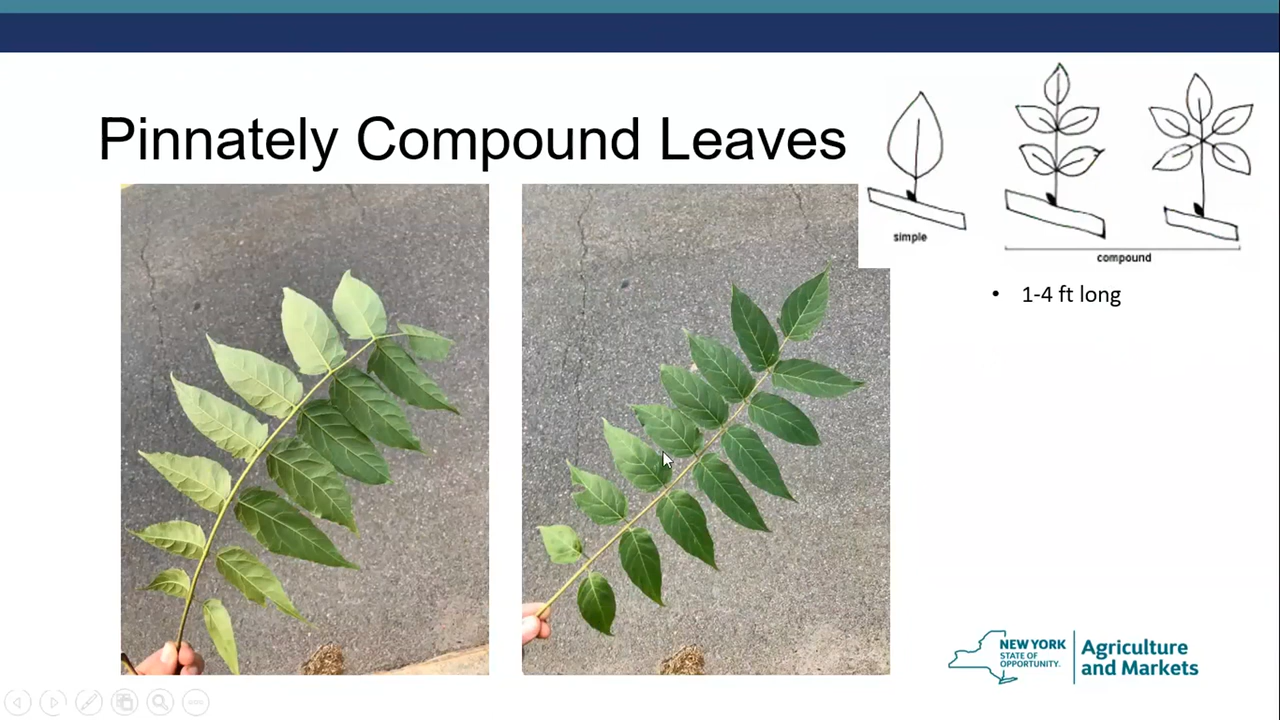 Pinnately Compound Leaves
simple
compound
• 1-4 ft long
NEW YORK
STATE OF
OPPORTUNITY.
Agriculture
and Markets